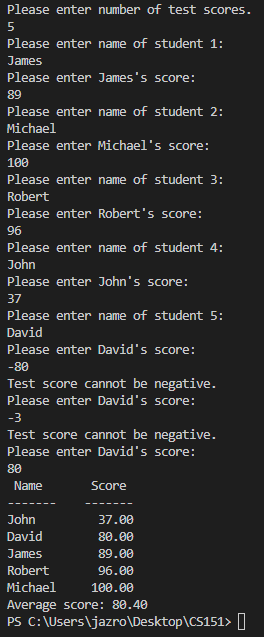 Please enter number of test scores.
5
Please enter name of student 1:
James
Please enter James's score:
89
Please enter name of student 2:
Michael
Please enter Michael's score:
100
Please enter name of student 3:
Robert
Please enter Robert's score:
96
Please enter name of student 4:
John
Please enter John's score:
37
Please enter name of student 5:
David
Please enter David's score:
-80
Test score cannot be negative.
Please enter David's score:
-3
Test score cannot be negative.
Please enter David's score:
80
 Name       Score
-------    -------
John         37.00
David        80.00
James        89.00
Robert       96.00
Michael     100.00
Average score: 80.40
PS C:\Users\jazro\Desktop\CS151>